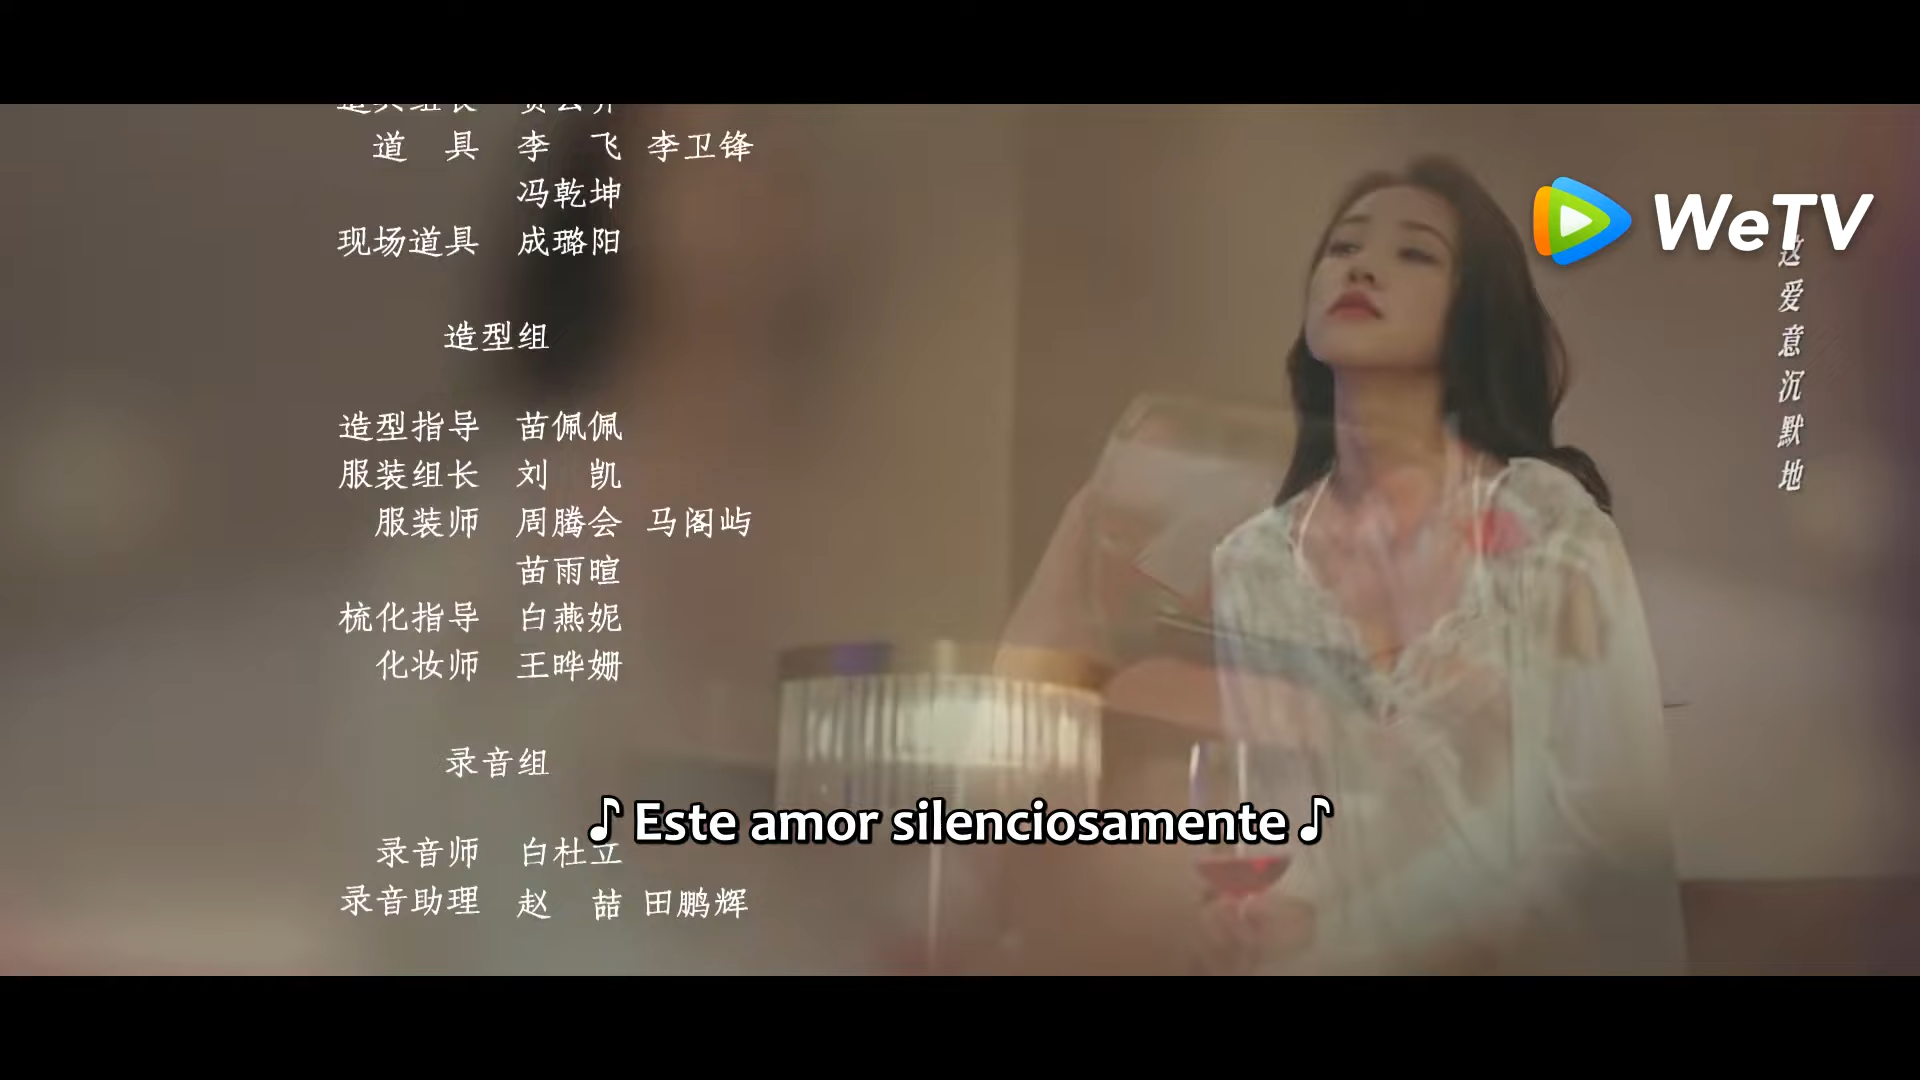 道 具 李 飞 李卫锋
冯乾坤
现场道具 成璐阳
造型组
造型指导 苗佩佩
服装组长 刘 凯
服装师 周腾会 马阁屿
苗雨暄
梳化指导 白燕妮
化妆师 王晔姗
录音组
录音师 白杜立
录音助理 赵 喆 田鹏辉
WeTV
这爱意沉默地
♪ Este amor silenciosamente ♪